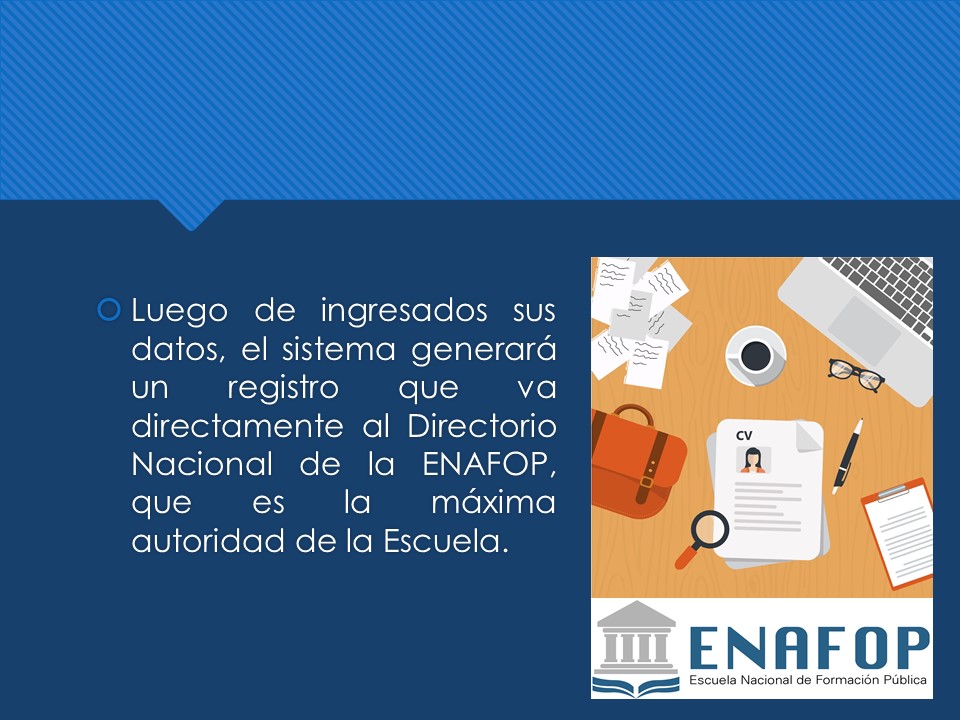 Luego de ingresados sus
datos, el sistema generará
un registro que va
directamente al Directorio
Nacional de la ENAFOP,
que es la máxima
autoridad de la Escuela.
CV
ENAFOP
Escuela Nacional de Formación Pública